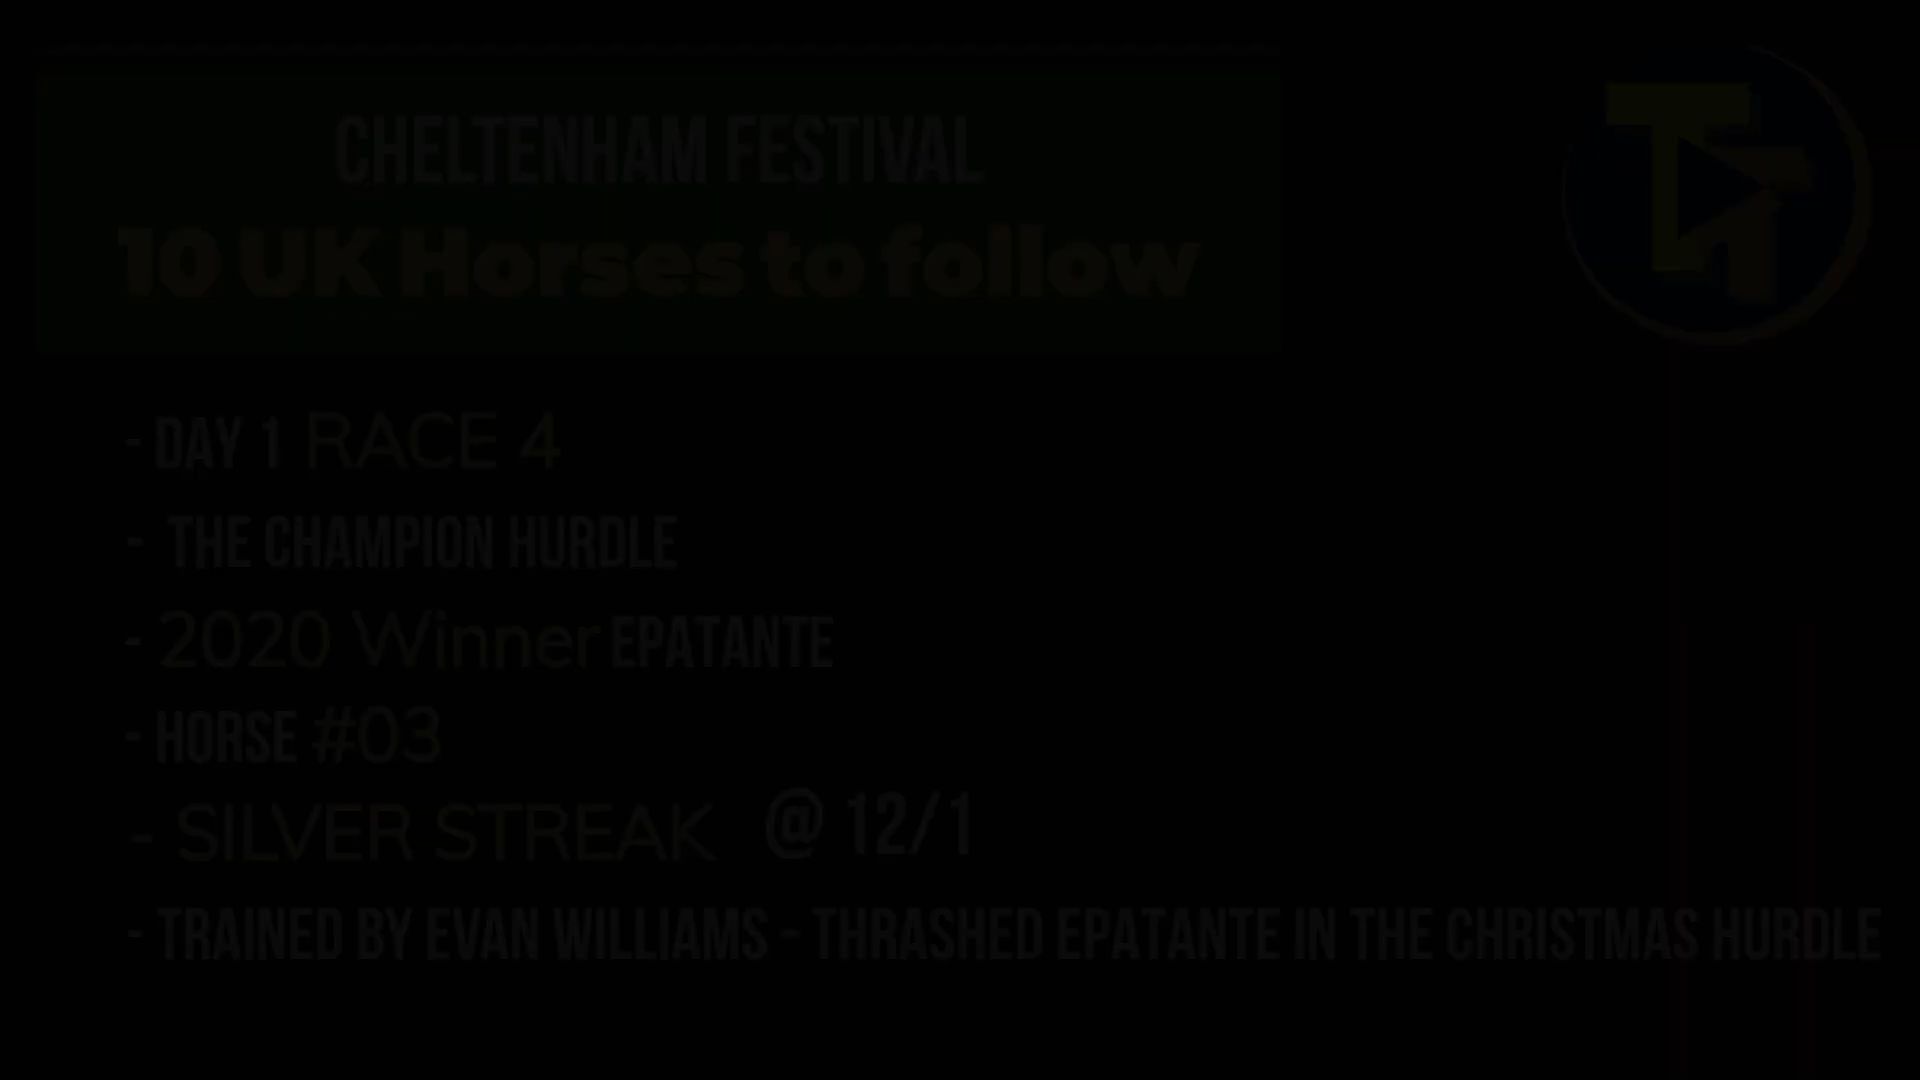 CHELTENHAM FESTIVAL
10 UK Horses to follow
- DAY 1 RACE 4
- THE CHAMPION HURDLE
- 2020 Winner EPATANTE
- HORSE #03
- SILVER STREAK @ 12/1
- TRAINED BY EVAN WILLIAMS - THRASHED EPATANTE IN THE CHRISTMAS HURDLE